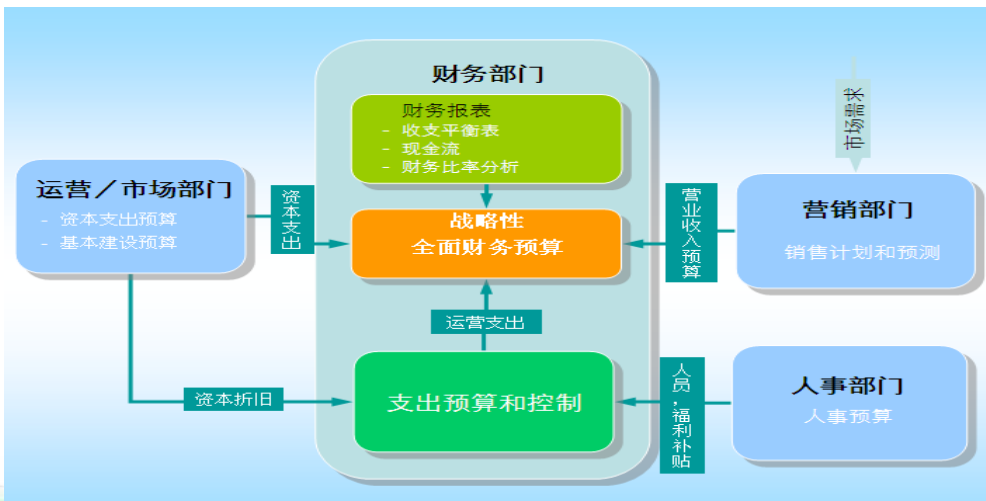 财务部门
财务报表
- 收支平衡表
- 现金流
- 财务比率分析
市场需求
运营／市场部门
- 资本支出预算
- 基本建设预算
资本支出
战略性
全面财务预算
营业收入预算
营销部门
销售计划和预测
运营支出
资本折旧
支出预算和控制
人员，福利补贴
人事部门
人事预算